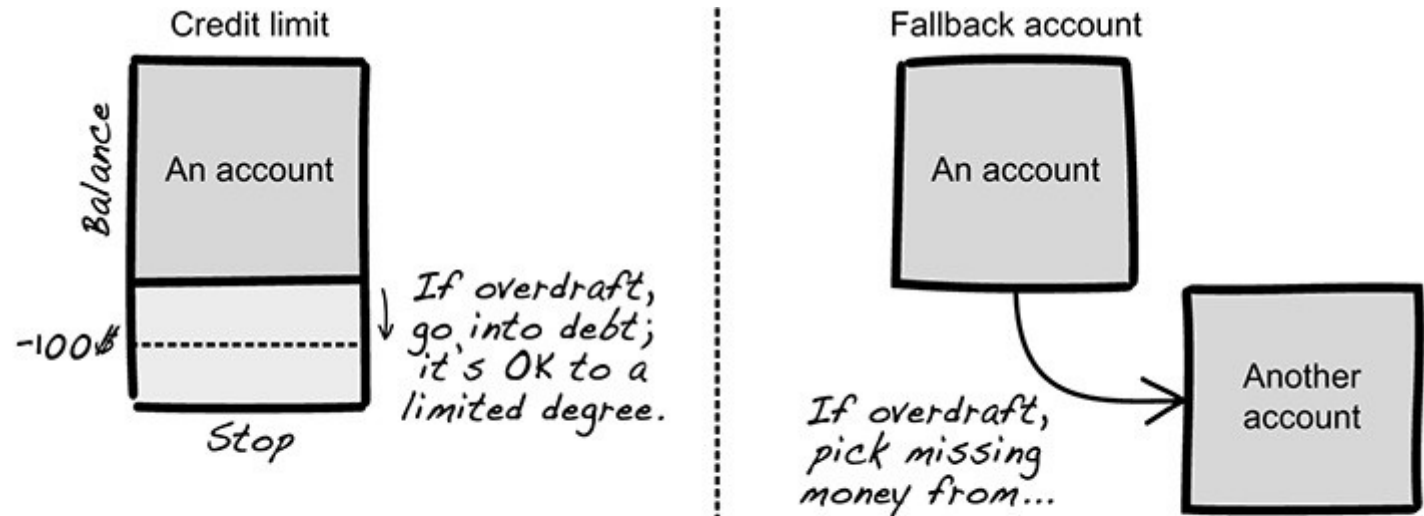 Credit limit
Balance
An account
-100$
If overdraft,
go into debt;
it's OK to a
limited degree.
Stop
Fallback account
An account
If overdraft,
pick missing
money from...
Another
account